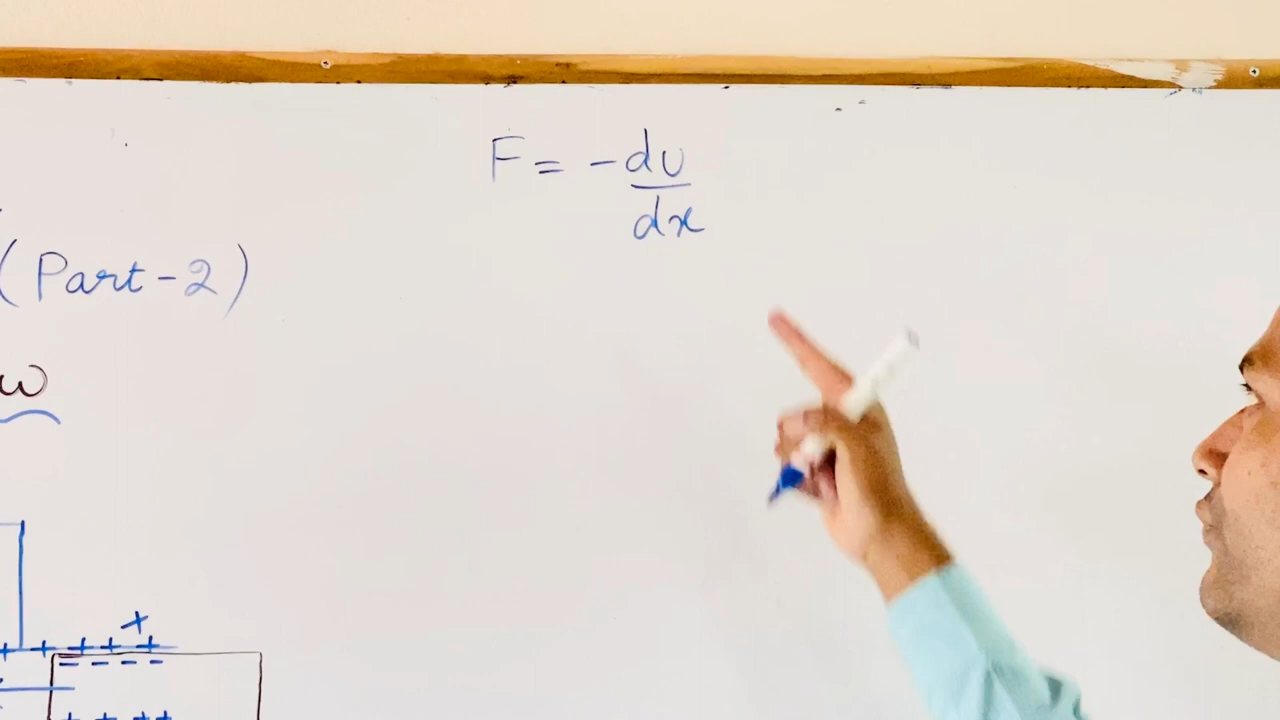 F = -du/dx
(Part-2)
w
x
+ + + + +
- - - - -
+ + + +